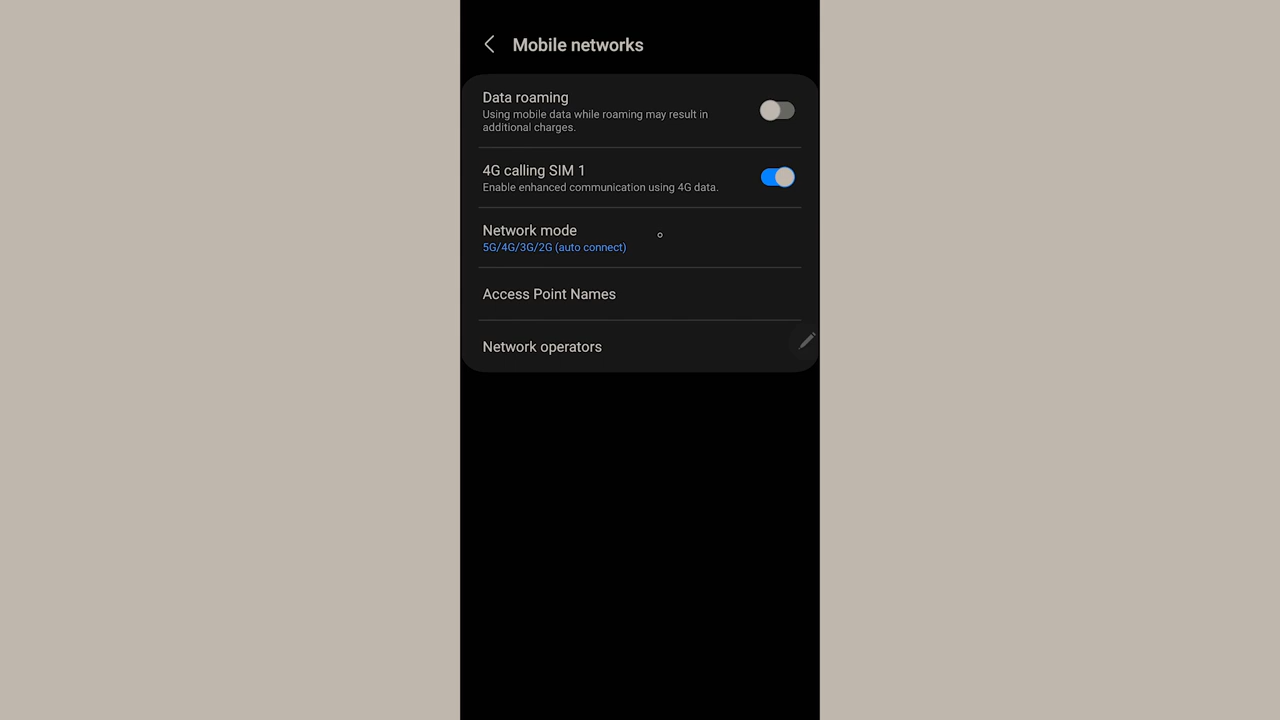 Mobile networks
Data roaming
Using mobile data while roaming may result in
additional charges.
4G calling SIM 1
Enable enhanced communication using 4G data.
Network mode
5G/4G/3G/2G (auto connect)
Access Point Names
Network operators